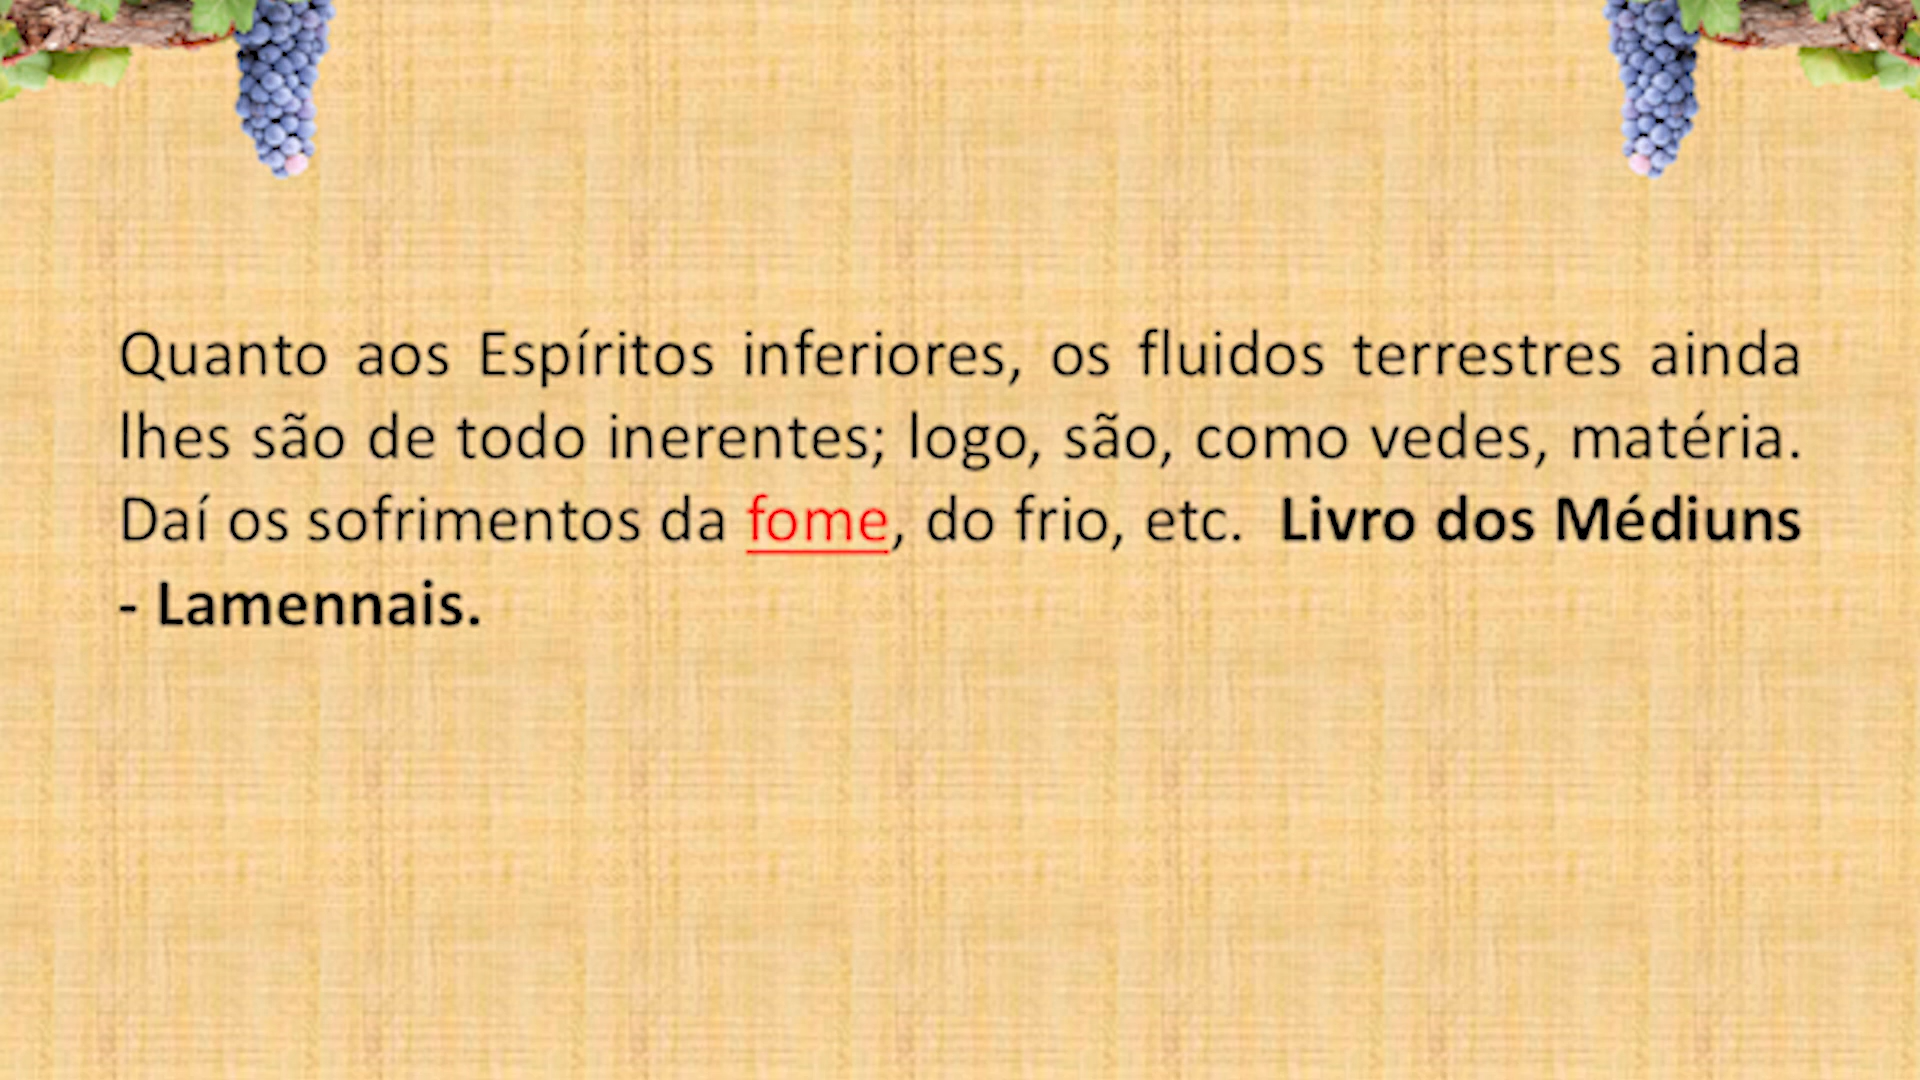 Quanto aos Espíritos inferiores, os fluidos terrestres ainda
lhes são de todo inerentes; logo, são, como vedes, matéria.
Daí os sofrimentos da fome, do frio, etc. Livro dos Médiuns
- Lamennais.